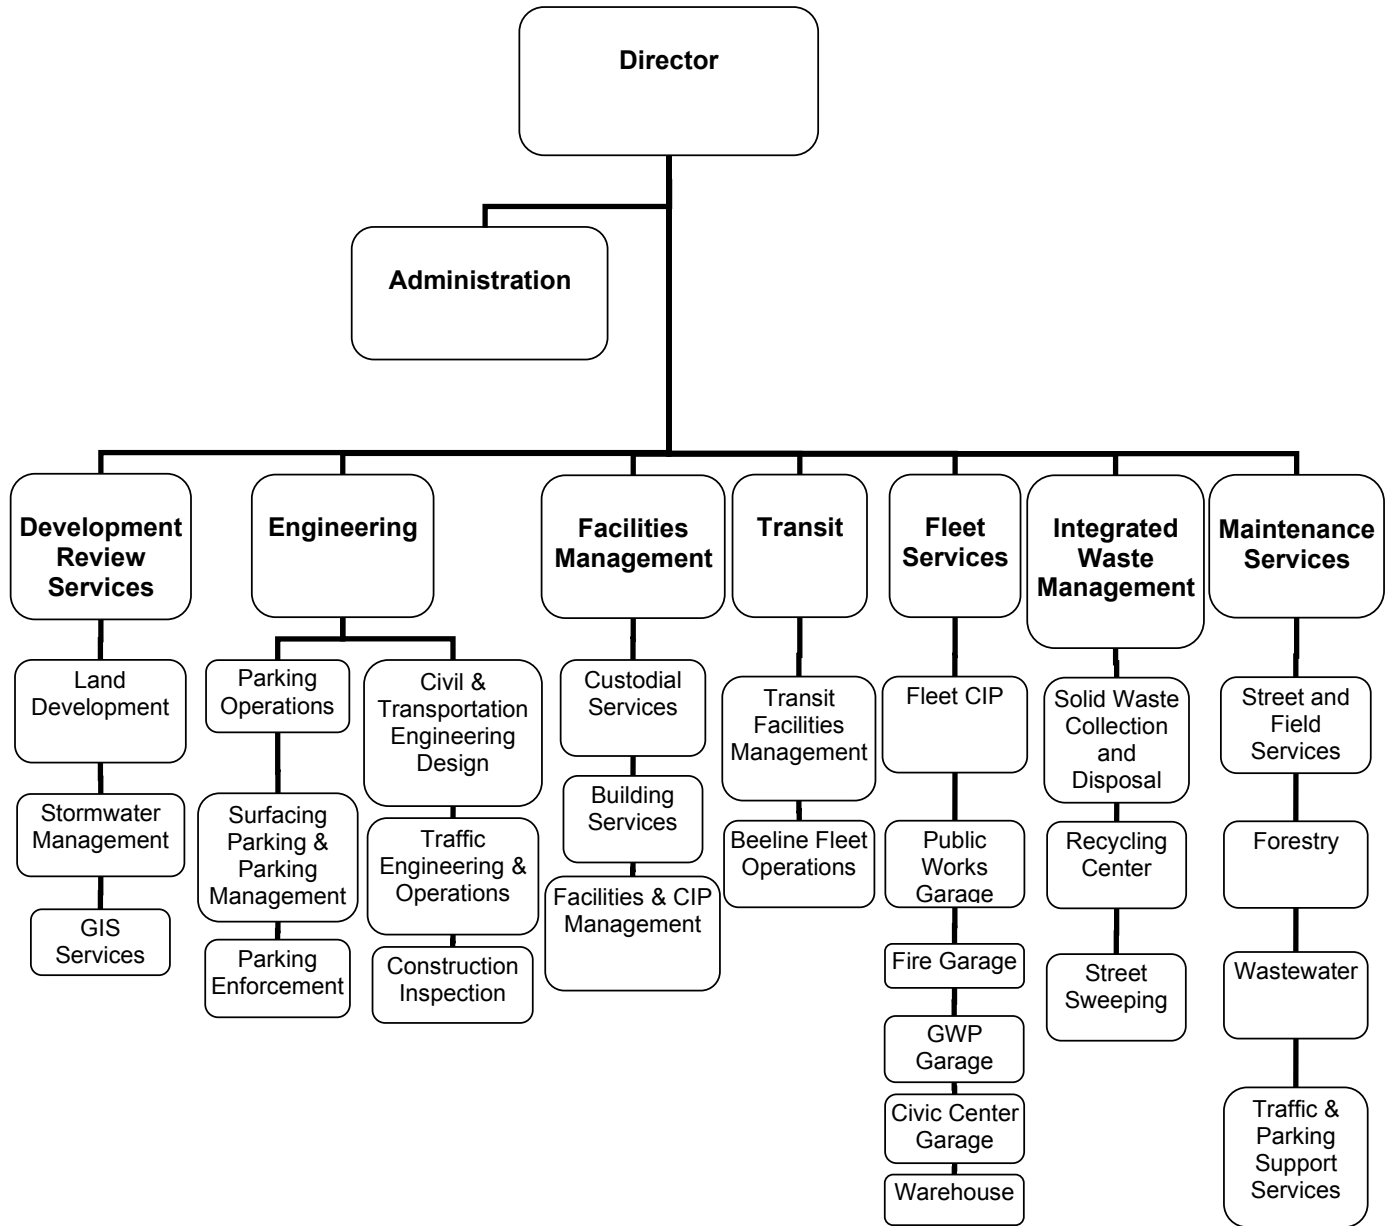 Director
Administration
Development
Review
Services
Engineering
Facilities
Management
Transit
Fleet
Services
Integrated
Waste
Management
Maintenance
Services
Land
Development
Stormwater
Management
GIS
Services
Parking
Operations
Surfacing
Parking &
Parking
Management
Parking
Enforcement
Civil &
Transportation
Engineering
Design
Traffic
Engineering &
Operations
Construction
Inspection
Custodial
Services
Building
Services
Facilities & CIP
Management
Transit
Facilities
Management
Beeline Fleet
Operations
Fleet CIP
Public
Works
Garage
Fire Garage
GWP
Garage
Civic Center
Garage
Warehouse
Solid Waste
Collection
and
Disposal
Recycling
Center
Street
Sweeping
Street and
Field
Services
Forestry
Wastewater
Traffic &
Parking
Support
Services